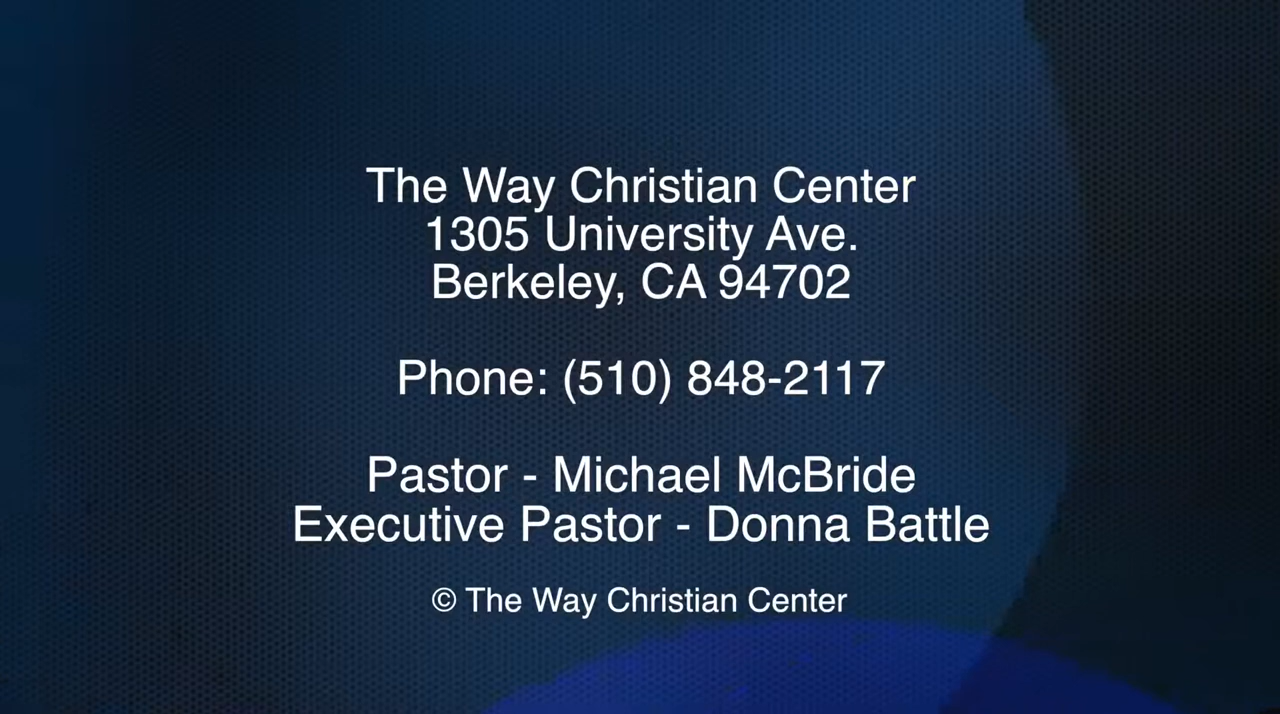 The Way Christian Center
1305 University Ave.
Berkeley, CA 94702
Phone: (510) 848-2117
Pastor - Michael McBride
Executive Pastor - Donna Battle
© The Way Christian Center